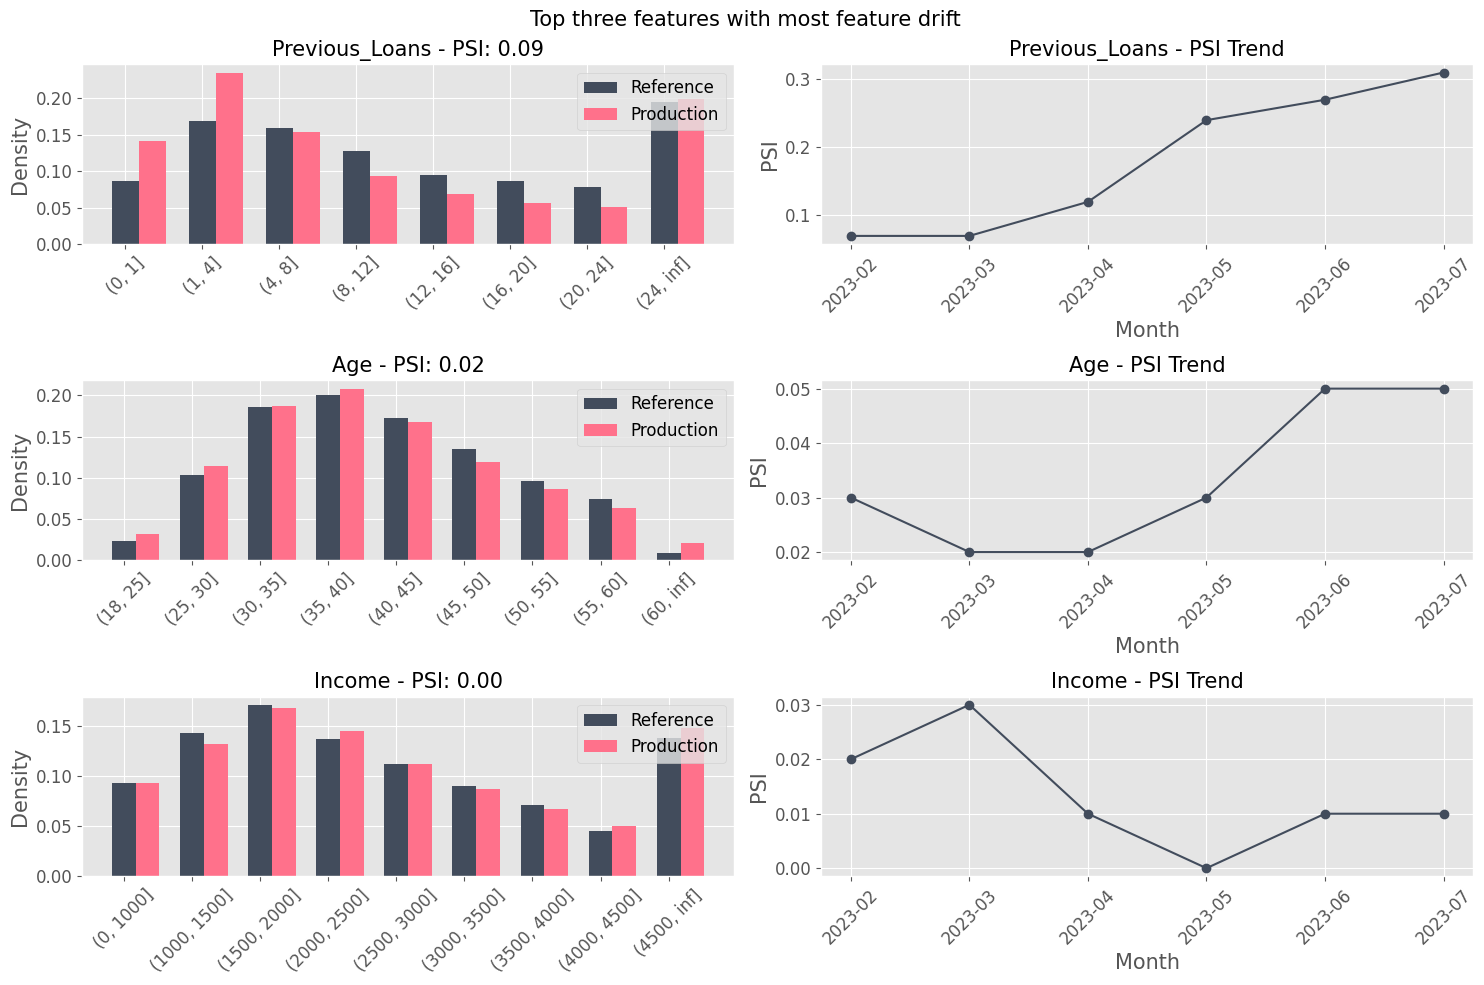 Top three features with most feature drift
Previous_Loans - PSI: 0.09
Density
0.20
0.15
0.10
0.05
0.00
Reference
Production
(0, 1]
(1, 4]
(4, 8]
(8, 12]
(12, 16]
(16, 20]
(20, 24]
(24, inf]
Previous_Loans - PSI Trend
PSI
0.3
0.2
0.1
2023-02
2023-03
2023-04
2023-05
2023-06
2023-07
Month
Age - PSI: 0.02
Density
0.20
0.15
0.10
0.05
0.00
Reference
Production
(18, 25]
(25, 30]
(30, 35]
(35, 40]
(40, 45]
(45, 50]
(50, 55]
(55, 60]
(60, inf]
Age - PSI Trend
PSI
0.05
0.04
0.03
0.02
2023-02
2023-03
2023-04
2023-05
2023-06
2023-07
Month
Income - PSI: 0.00
Density
0.15
0.10
0.05
0.00
Reference
Production
(0, 1000]
(1000, 1500]
(1500, 2000]
(2000, 2500]
(2500, 3000]
(3000, 3500]
(3500, 4000]
(4000, 4500]
(4500, inf]
Income - PSI Trend
PSI
0.03
0.02
0.01
0.00
2023-02
2023-03
2023-04
2023-05
2023-06
2023-07
Month